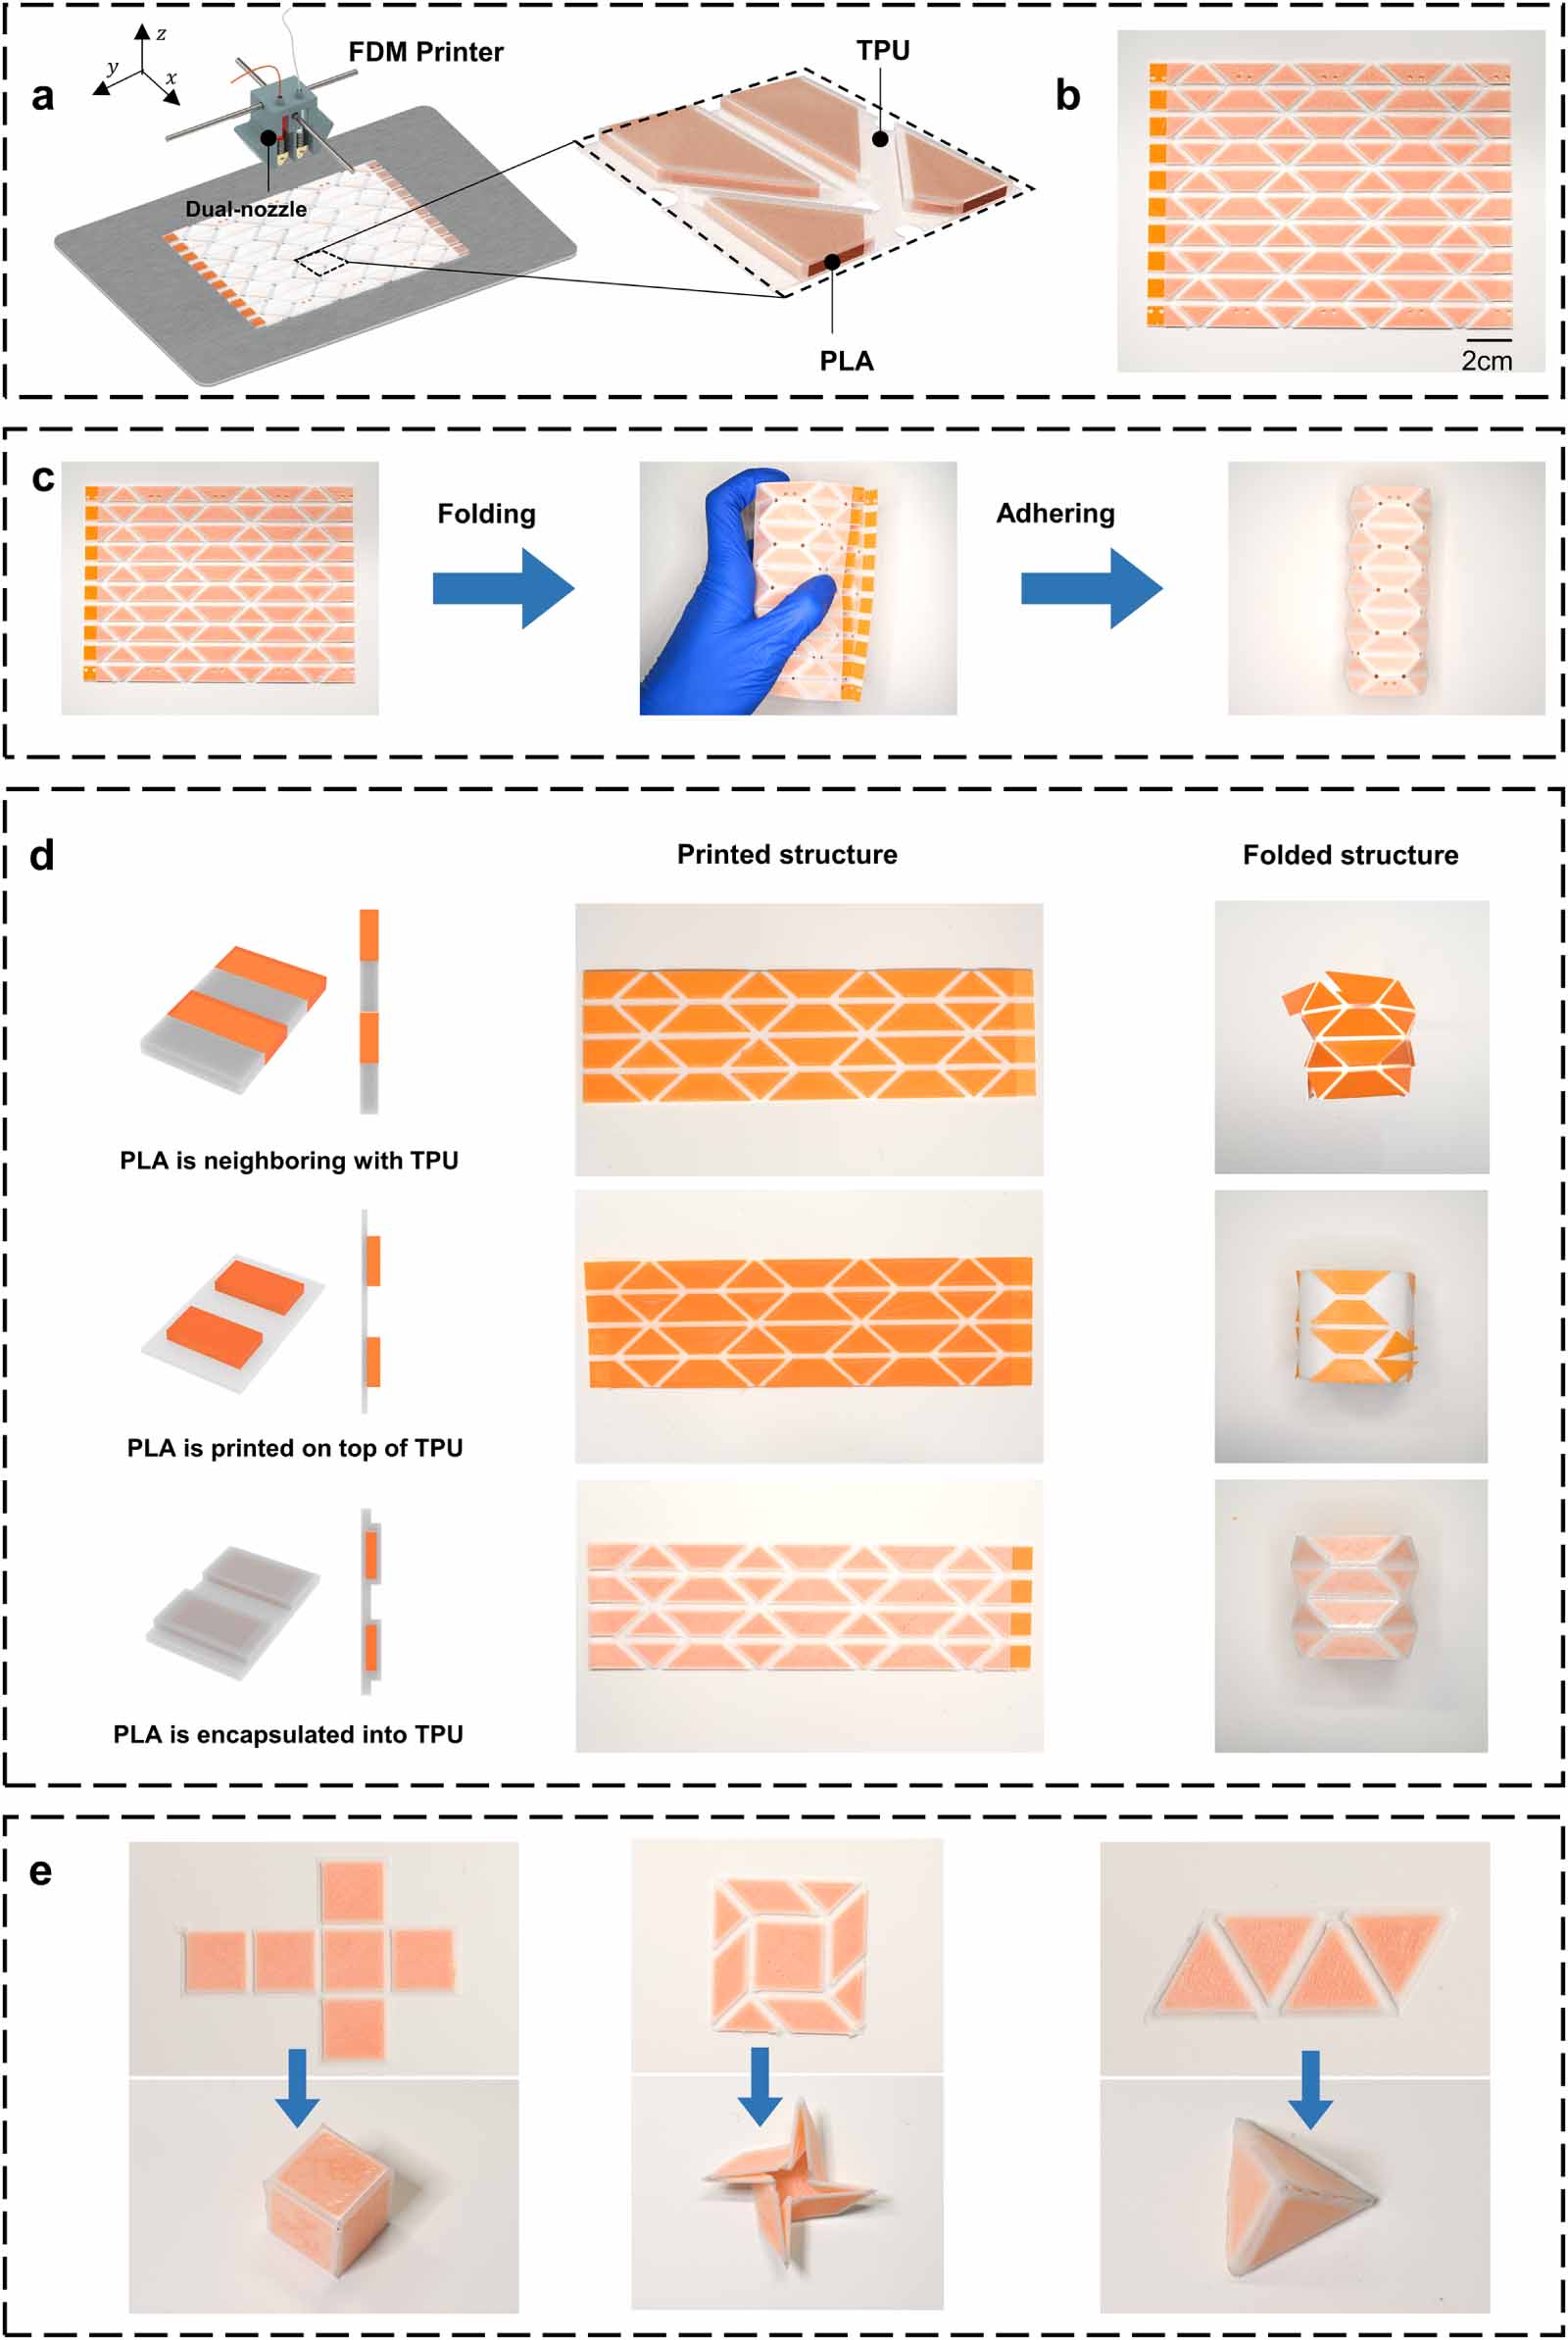 a
z
y
x
FDM Printer
Dual-nozzle
TPU
PLA
b
2cm
c
Folding
Adhering
d
Printed structure
Folded structure
PLA is neighboring with TPU
PLA is printed on top of TPU
PLA is encapsulated into TPU
e